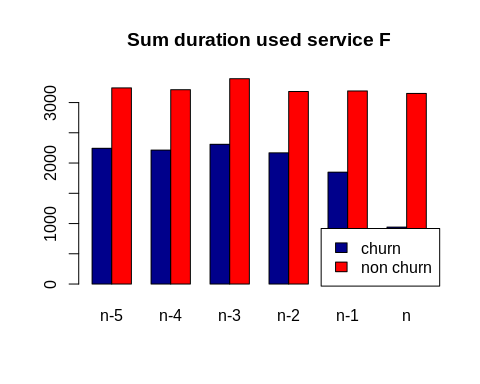 Sum duration used service F
3000
2000
1000
0
churn
non churn
n-5 n-4 n-3 n-2 n-1 n